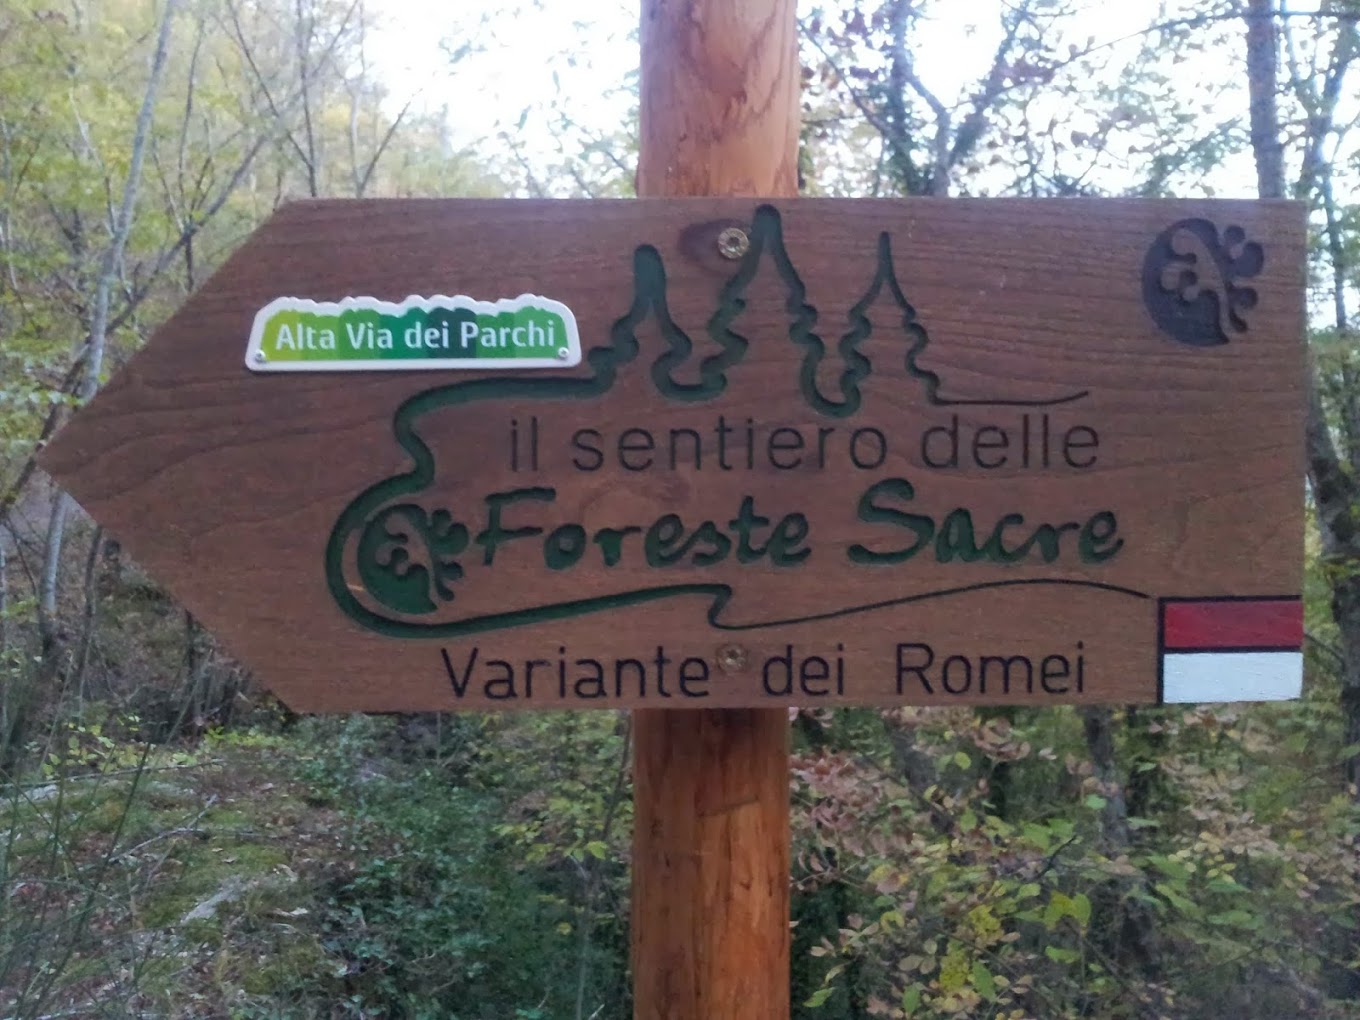 Alta Via dei Parchi
il sentiero delle
Foreste Sacre
Variante dei Romei